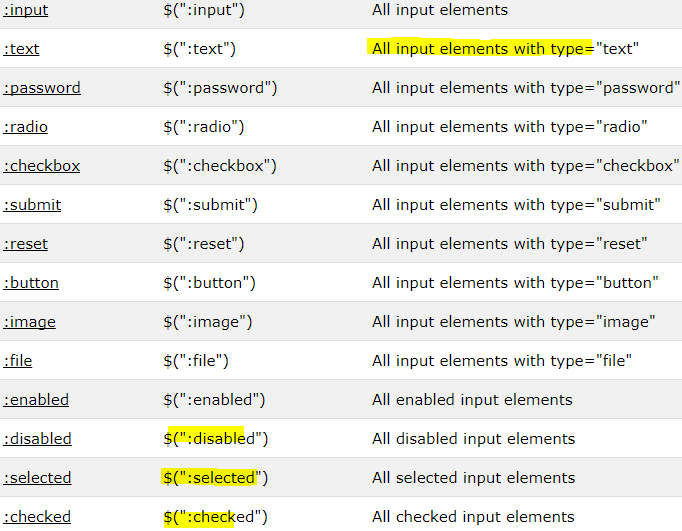 :input $(":input") All input elements
:text $(":text") All input elements with type="text"
:password $(":password") All input elements with type="password"
:radio $(":radio") All input elements with type="radio"
:checkbox $(":checkbox") All input elements with type="checkbox"
:submit $(":submit") All input elements with type="submit"
:reset $(":reset") All input elements with type="reset"
:button $(":button") All input elements with type="button"
:image $(":image") All input elements with type="image"
:file $(":file") All input elements with type="file"
:enabled $(":enabled") All enabled input elements
:disabled $(":disabled") All disabled input elements
:selected $(":selected") All selected input elements
:checked $(":checked") All checked input elements